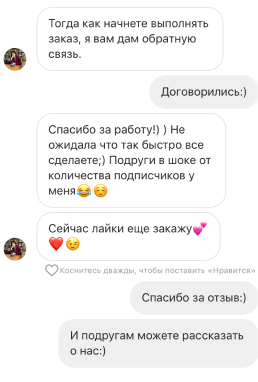 Тогда как начнете выполнять
заказ, я вам дам обратную
связь.
Договорились:)
Спасибо за работу!) ) Не
ожидала что так быстро все
сделаете;) Подруги в шоке от
количества подписчиков у
меня😂☺️
Сейчас лайки еще закажу💕
❤️😉
Коснитесь дважды, чтобы поставить «Нравится»
Спасибо за отзыв:)
И подругам можете рассказать
о нас:)